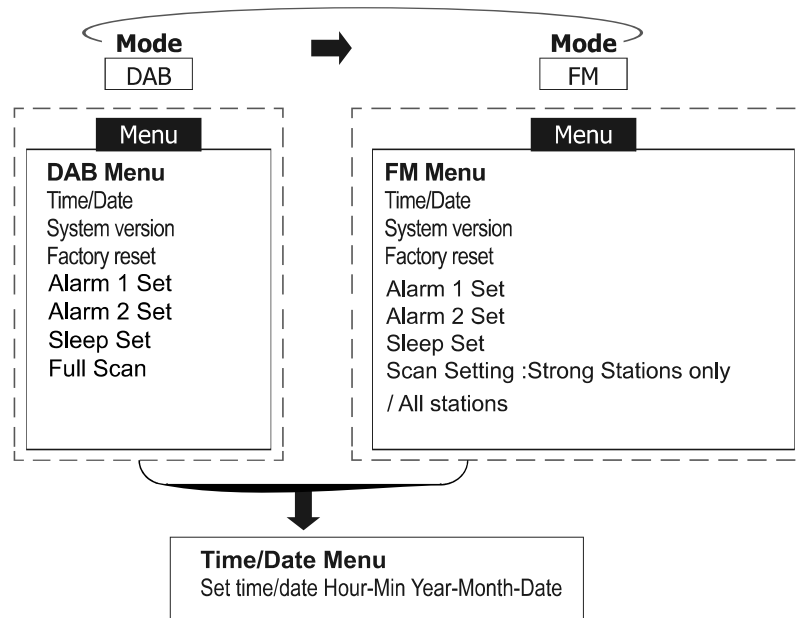 Mode
DAB
Mode
FM
Menu
DAB Menu
Time/Date
System version
Factory reset
Alarm 1 Set
Alarm 2 Set
Sleep Set
Full Scan
Menu
FM Menu
Time/Date
System version
Factory reset
Alarm 1 Set
Alarm 2 Set
Sleep Set
Scan Setting :Strong Stations only
/ All stations
Time/Date Menu
Set time/date Hour-Min Year-Month-Date